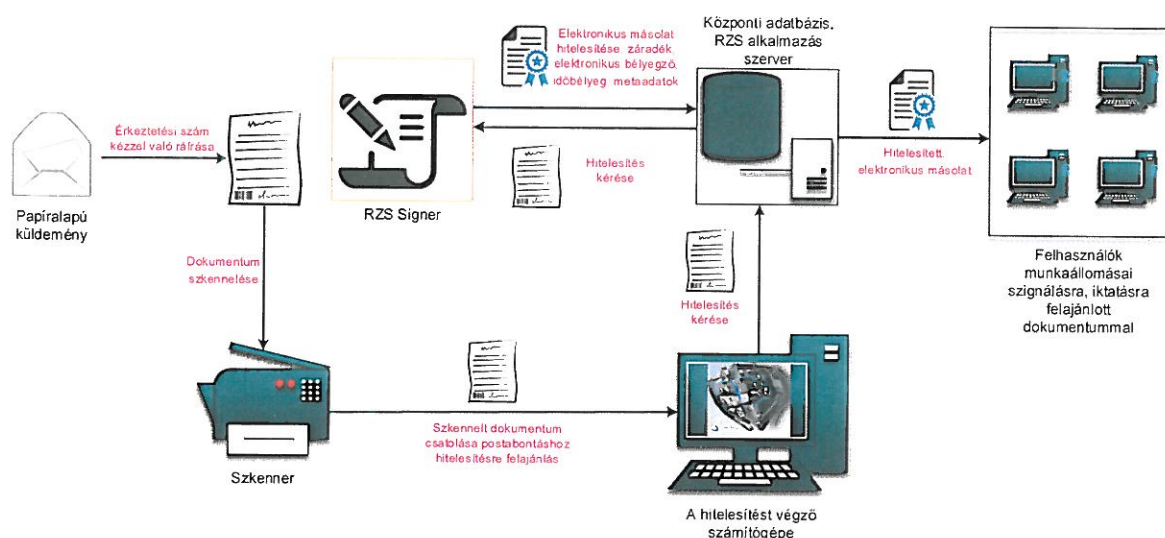 Központi adatbázis,
RZS alkalmazás
szerver
Elektronikus másolat
hitelesítése, záradék,
elektronikus bélyegző,
időbélyeg, metaadatok
Érkeztetési szám
kézzel való ráírása
Papíralapú
küldemény
RZS Signer
Hitelesítés
kérése
Hitelesített
elektronikus másolat
Felhasználók
munkaállomásai
szignálásra, iktatásra
felajánlott
dokumentummal
Dokumentum
szkennelése
Hitelesítés
kérése
Szkenner
Szkennelt dokumentum
csatolása postabontáshoz
hitelesítésre felajánlás
A hitelesítést végző
számítógépe